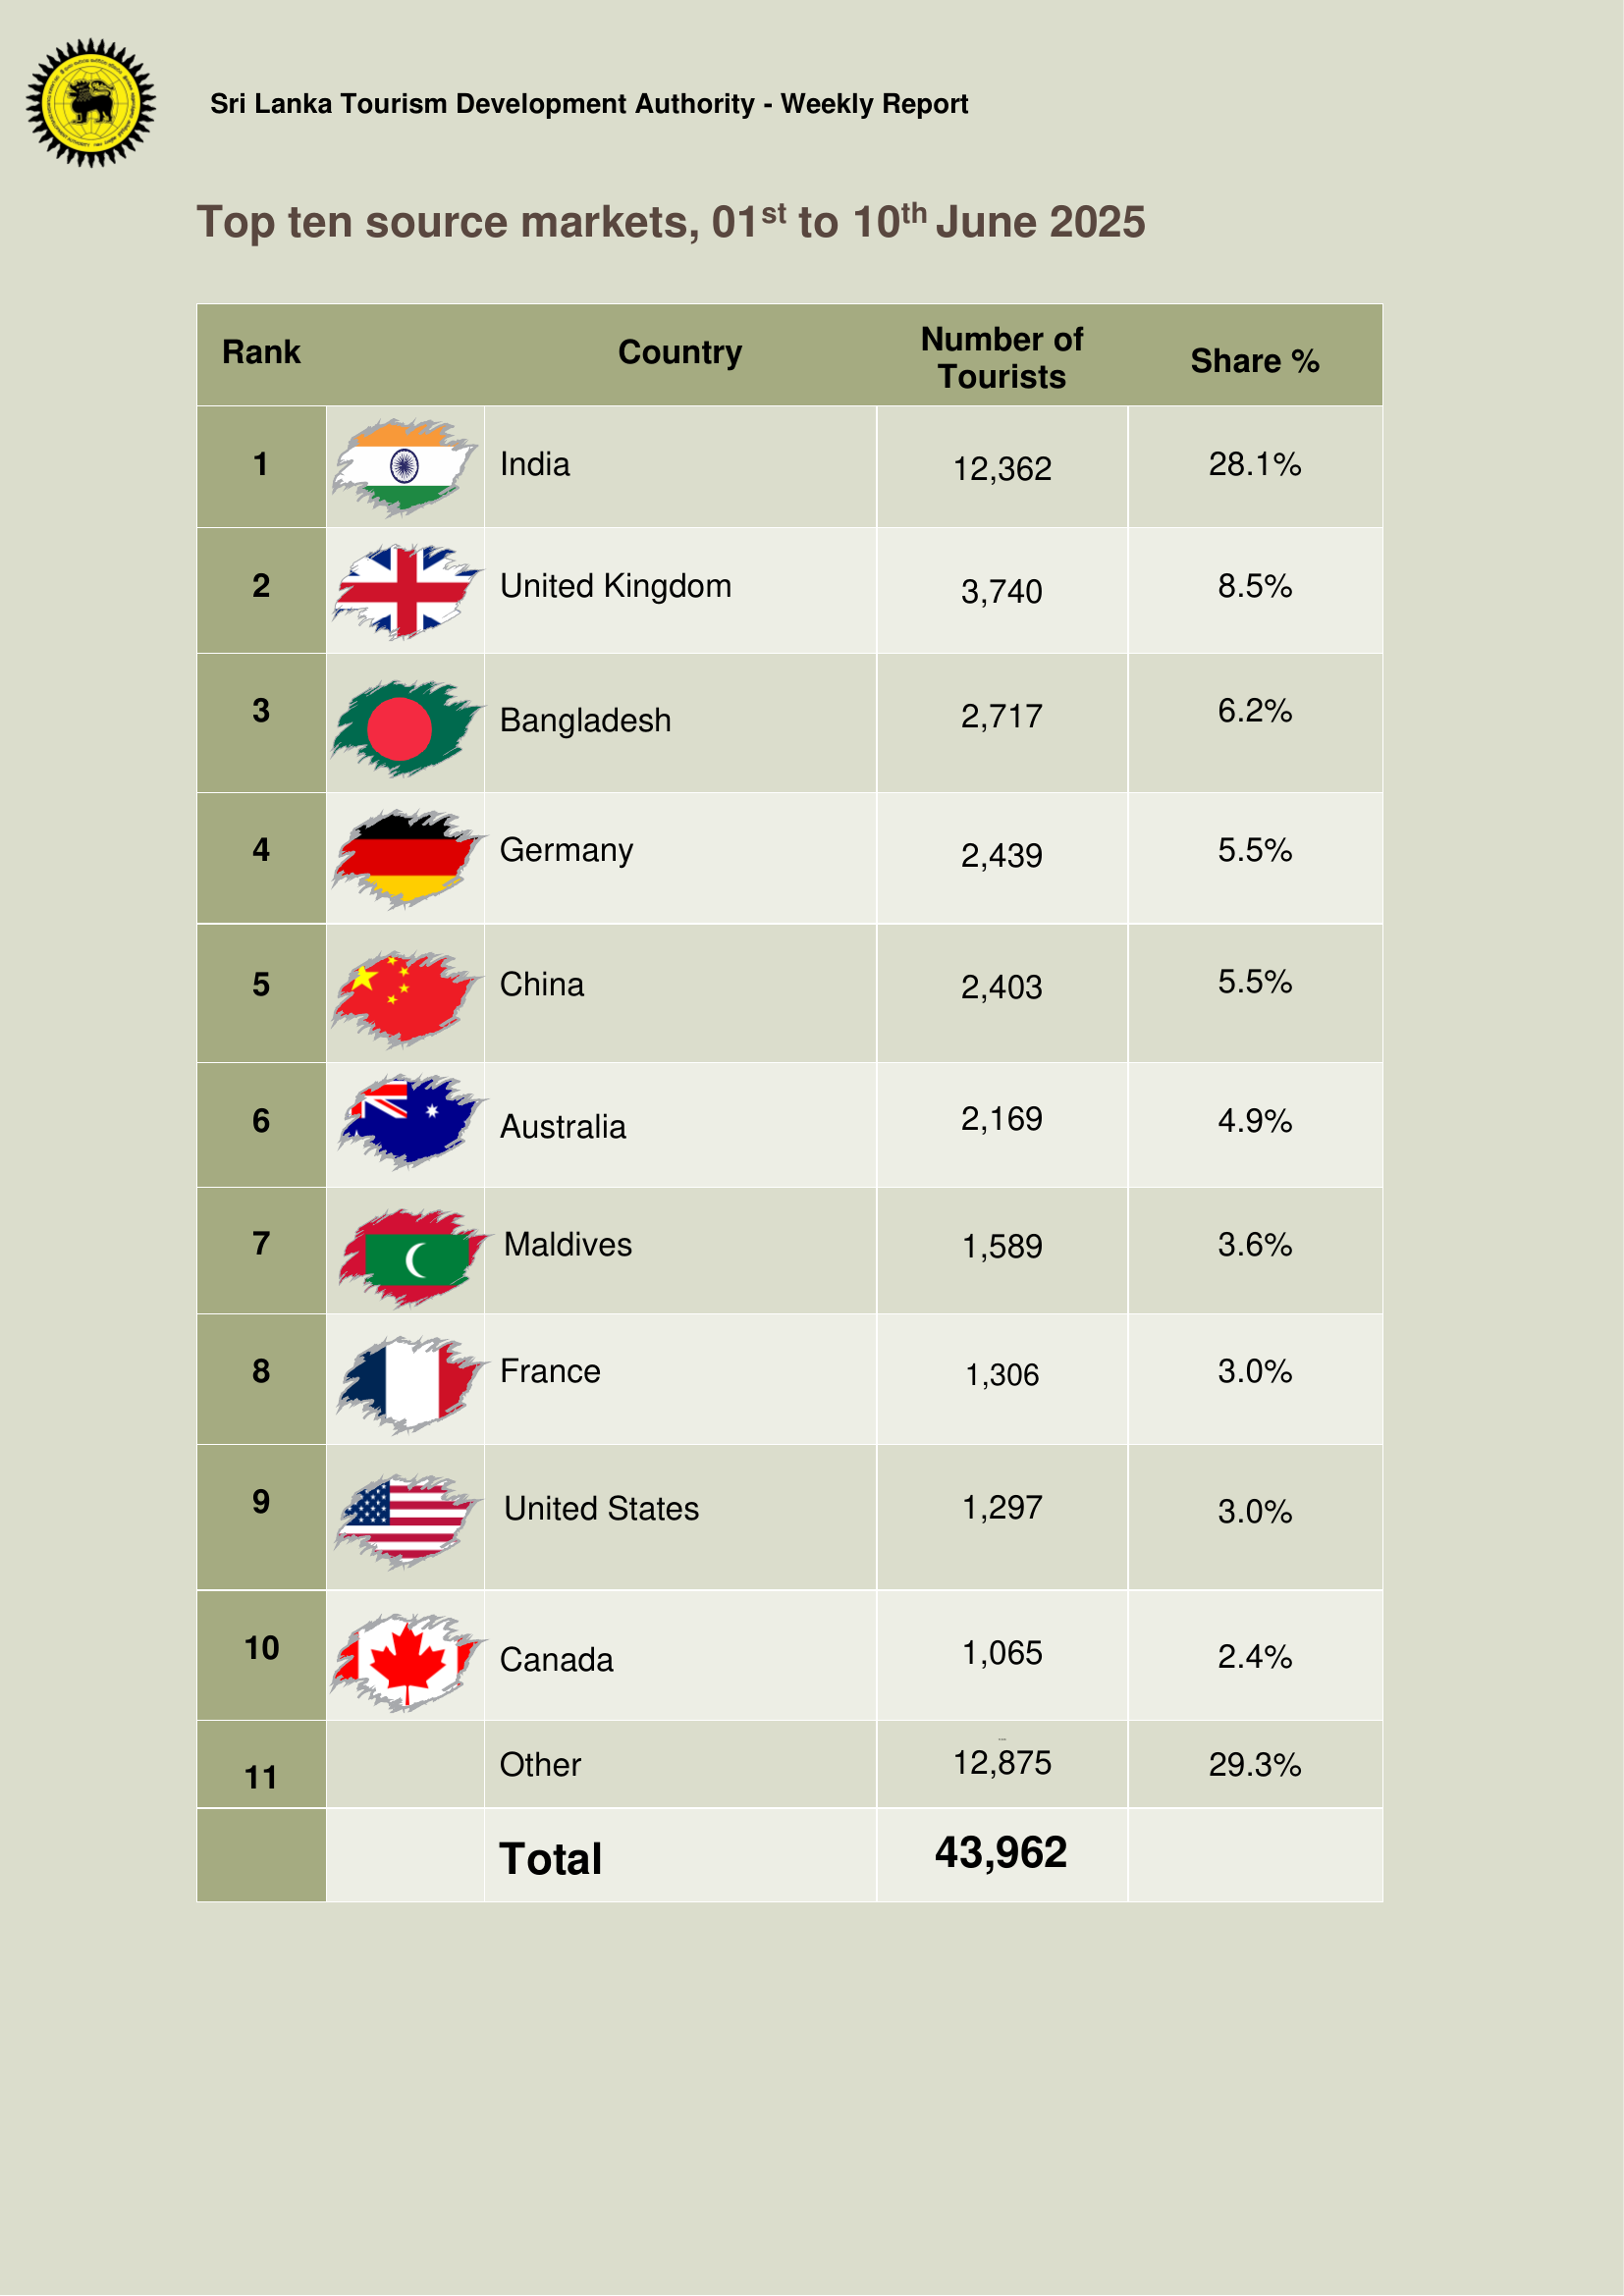 Sri Lanka Tourism Development Authority - Weekly Report
Top ten source markets, 01st to 10th June 2025
Rank Country Number of Tourists Share %
1 India 12,362 28.1%
2 United Kingdom 3,740 8.5%
3 Bangladesh 2,717 6.2%
4 Germany 2,439 5.5%
5 China 2,403 5.5%
6 Australia 2,169 4.9%
7 Maldives 1,589 3.6%
8 France 1,306 3.0%
9 United States 1,297 3.0%
10 Canada 1,065 2.4%
11 Other 12,875 29.3%
Total 43,962